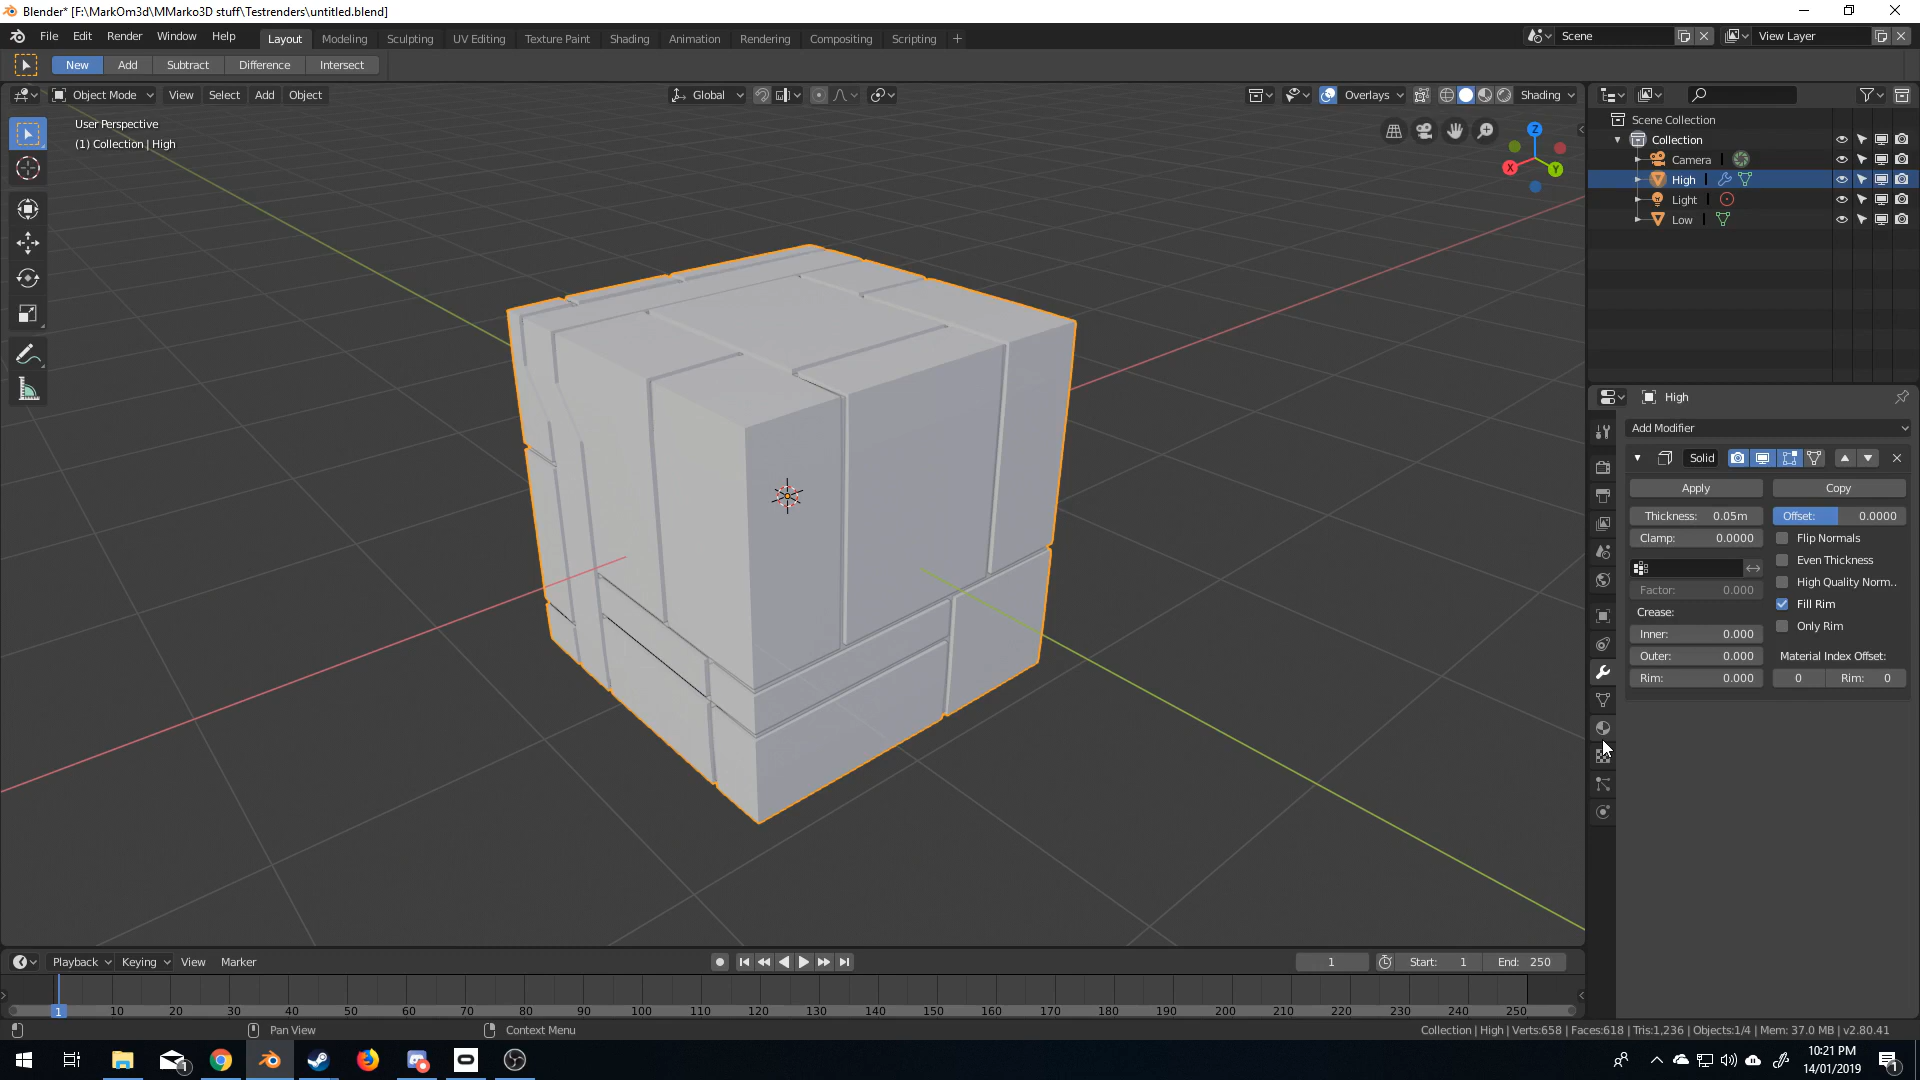 Blender* [F:\MarkOm3d\MMarko3D stuff\Testrenders\untitled.blend]
File Edit Render Window Help Layout Modeling Sculpting UV Editing Texture Paint Shading Animation Rendering Compositing Scripting + Scene View Layer
New Add Subtract Difference Intersect
Object Mode View Select Add Object Global Overlays Shading
User Perspective
(1) Collection | High
Z
X
Y
Scene Collection
Collection
Camera
High
Light
Low
High
Add Modifier
Solid
Apply Copy
Thickness: 0.05m Offset: 0.0000
Clamp: 0.0000 Flip Normals
Even Thickness
High Quality Norm..
Factor: 0.000
Fill Rim
Crease:
Only Rim
Inner: 0.000
Outer: 0.000 Material Index Offset:
Rim: 0.000 0 Rim: 0
Playback Keying View Marker 1 Start: 1 End: 250
1 10 20 30 40 50 60 70 80 90 100 110 120 130 140 150 160 170 180 190 200 210 220 230 240 250
Pan View Context Menu Collection | High | Verts:658 | Faces:618 | Tris:1,236 | Objects:1/4 | Mem: 37.0 MB | v2.80.41
1
10:21 PM
14/01/2019
1